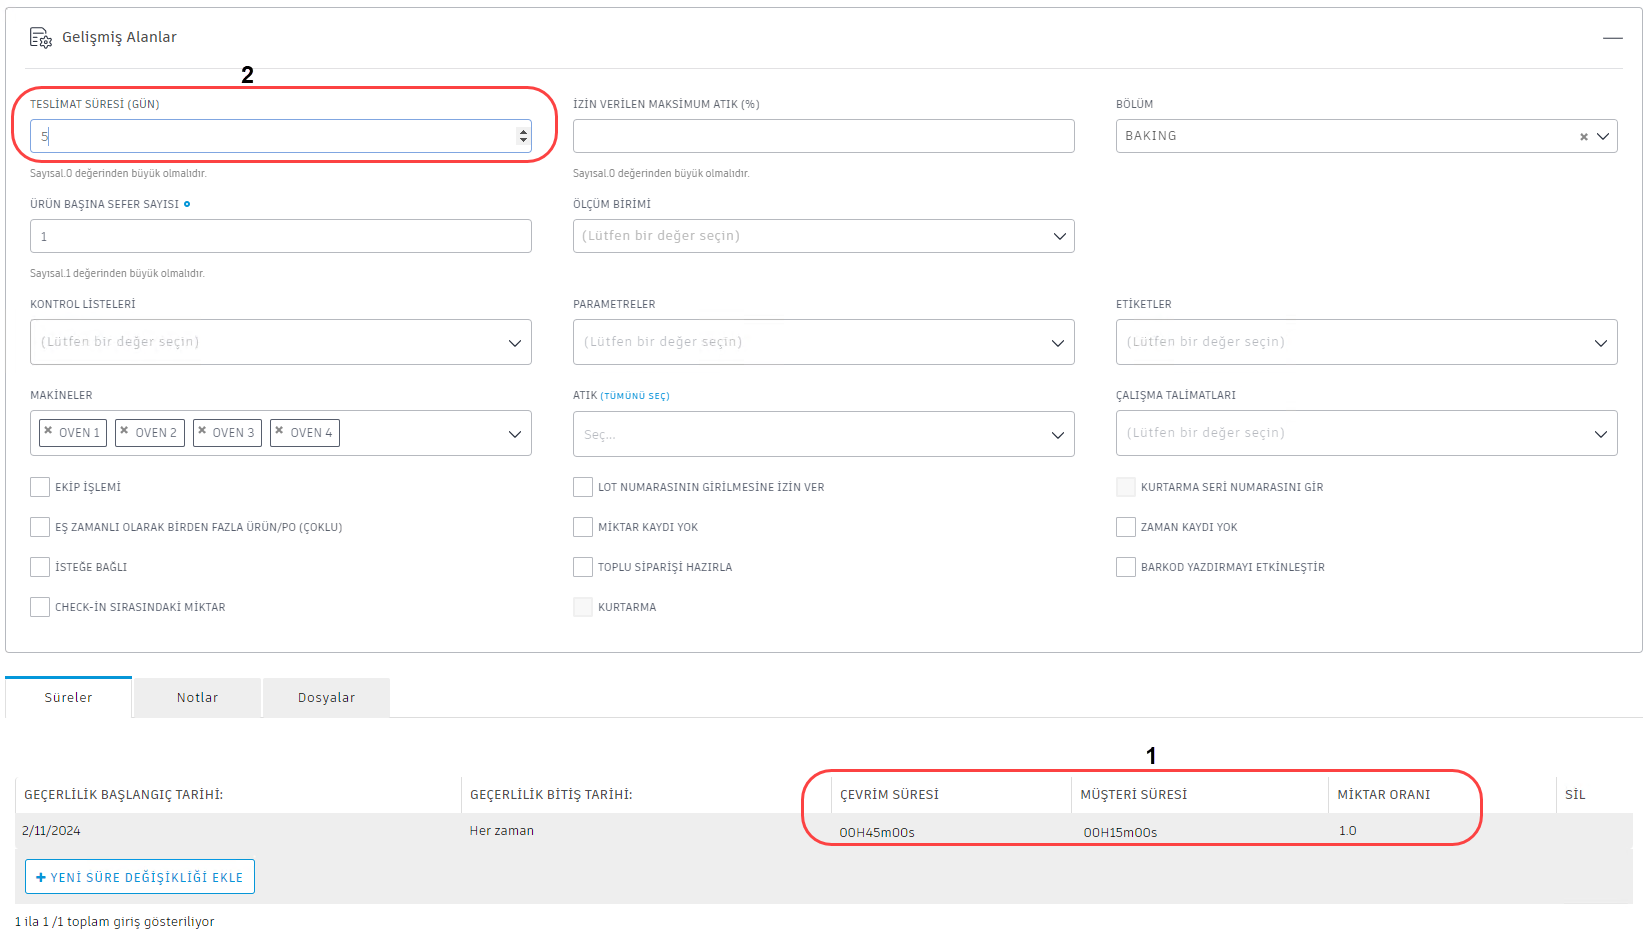 Gelişmiş Alanlar
2
TESLİMAT SÜRESİ (GÜN)
İZİN VERİLEN MAKSİMUM ATIK (%)
BÖLÜM
5
BAKING
Sayısal.0 değerinden büyük olmalıdır.
Sayısal.0 değerinden büyük olmalıdır.
ÜRÜN BAŞINA SEFER SAYISI
ÖLÇÜM BİRİMİ
1
(Lütfen bir değer seçin)
Sayısal.1 değerinden büyük olmalıdır.
KONTROL LİSTELERİ
PARAMETRELER
ETİKETLER
(Lütfen bir değer seçin)
(Lütfen bir değer seçin)
(Lütfen bir değer seçin)
MAKİNELER
ATIK (TÜMÜNÜ SEÇ)
ÇALIŞMA TALİMATLARI
OVEN 1 OVEN 2 OVEN 3 OVEN 4
Seç...
(Lütfen bir değer seçin)
EKİP İŞLEMİ
LOT NUMARASININ GİRİLMESİNE İZİN VER
KURTARMA SERİ NUMARASINI GİR
EŞ ZAMANLI OLARAK BİRDEN FAZLA ÜRÜN/PO (ÇOKLU)
MİKTAR KAYDI YOK
ZAMAN KAYDI YOK
İSTEĞE BAĞLI
TOPLU SİPARİŞİ HAZIRLA
BARKOD YAZDIRMAYI ETKİNLEŞTİR
CHECK-İN SIRASINDAKİ MİKTAR
KURTARMA
Süreler
Notlar
Dosyalar
1
GEÇERLİLİK BAŞLANGIÇ TARİHİ:
GEÇERLİLİK BİTİŞ TARİHİ:
ÇEVRİM SÜRESİ
MÜŞTERİ SÜRESİ
MİKTAR ORANI
SİL
2/11/2024
Her zaman
00H45m00s
00H15m00s
1.0
+ YENİ SÜRE DEĞİŞİKLİĞİ EKLE
1 ila 1 /1 toplam giriş gösteriliyor